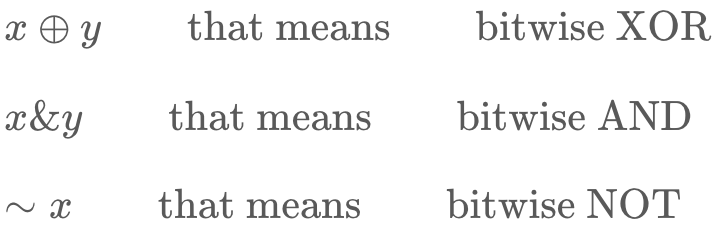 x ⊕ y that means bitwise XOR
x&y that means bitwise AND
∼ x that means bitwise NOT